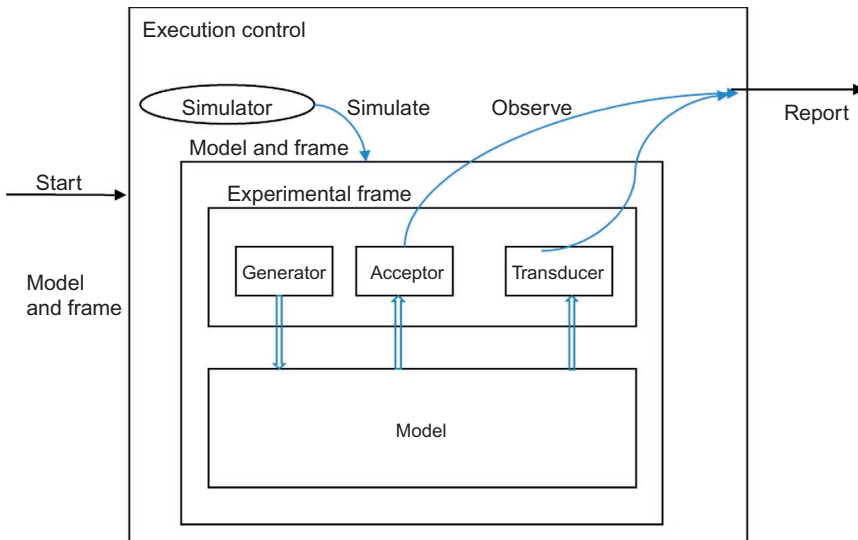 Execution control
Simulator
Simulate
Observe
Report
Model and frame
Start
Experimental frame
Generator
Acceptor
Transducer
Model
and frame
Model